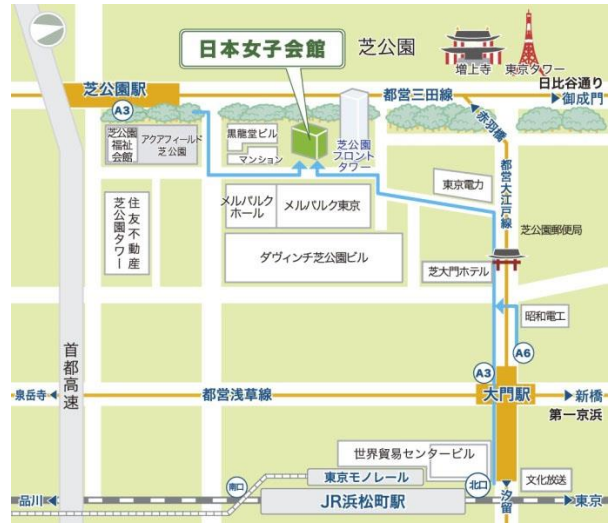 日本女子会館
芝公園
増上寺
東京タワー
日比谷通り
芝公園駅
A3
都営三田線
御成門
赤羽橋
芝公園
福祉
会館
アクアフィールド
芝公園
黒龍堂ビル
マンション
芝公園
フロント
タワー
都営大江戸線
東京電力
住友不動産
芝公園タワー
メルパルク
ホール
メルパルク東京
芝公園郵便局
ダヴィンチ芝公園ビル
芝大門ホテル
昭和電工
首都高速
A3
A6
泉岳寺
都営浅草線
大門駅
新橋
第一京浜
世界貿易センタービル
東京モノレール
南口
北口
文化放送
品川
JR浜松町駅
汐留
東京